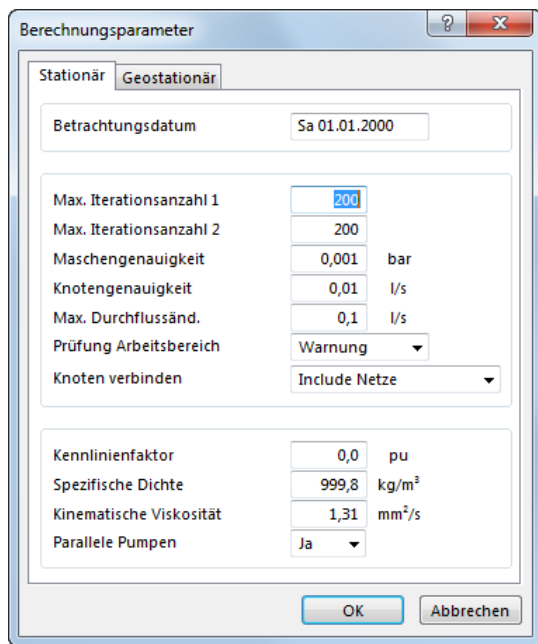 Berechnungsparameter
Stationär Geostationär
Betrachtungsdatum Sa 01.01.2000
Max. Iterationsanzahl 1 200
Max. Iterationsanzahl 2 200
Maschengenauigkeit 0,001 bar
Knotengenauigkeit 0,01 l/s
Max. Durchflussänd. 0,1 l/s
Prüfung Arbeitsbereich Warnung
Knoten verbinden Include Netze
Kennlinienfaktor 0,0 pu
Spezifische Dichte 999,8 kg/m³
Kinematische Viskosität 1,31 mm²/s
Parallele Pumpen Ja
OK Abbrechen